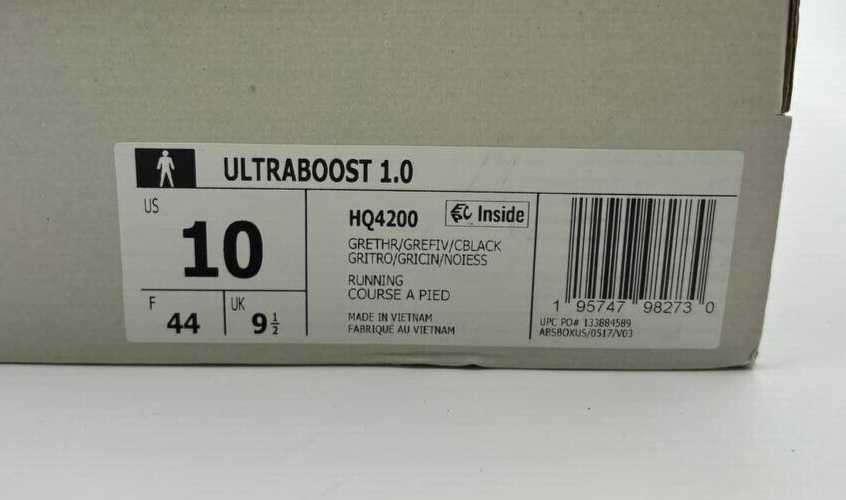 ULTRABOOST 1.0
US
10
F
44
UK
9 1/2
HQ4200
Inside
GRETHR/GREFIV/CBLACK
GRITRO/GRICIN/NOIESS
RUNNING
COURSE A PIED
MADE IN VIETNAM
FABRIQUÉ AU VIETNAM
1 95747 98273 0
UPC PO# 133884589
ABSBOXUS/0517/V03